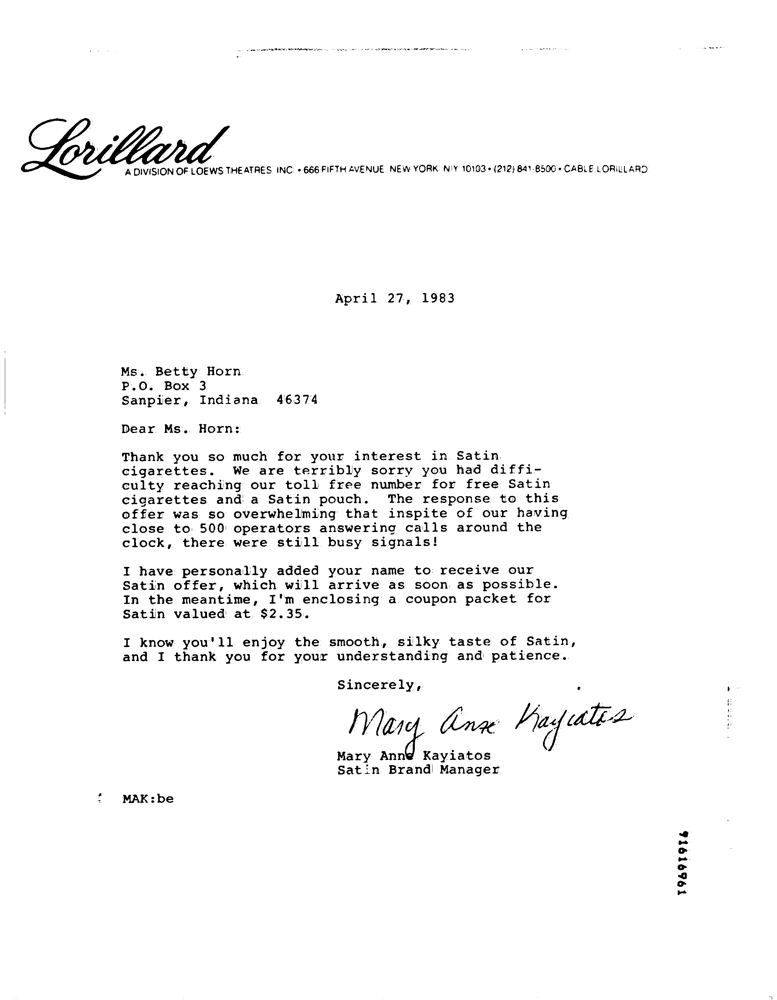 Lorillard
A DIVISION OF LOEWS THEATRES INC • 666 FIFTH AVENUE NEW YORK N Y 10103 • (212) 841-8500 • CABLE LORILLARD
April 27, 1983
Ms. Betty Horn
P.O. Box 3
Sanpier, Indiana 46374
Dear Ms. Horn:
Thank you so much for your interest in Satin
cigarettes. We are terribly sorry you had diffi-
culty reaching our toll free number for free Satin
cigarettes and a Satin pouch. The response to this
offer was so overwhelming that inspite of our having
close to 500 operators answering calls around the
clock, there were still busy signals!
I have personally added your name to receive our
Satin offer, which will arrive as soon as possible.
In the meantime, I'm enclosing a coupon packet for
Satin valued at $2.35.
I know you'll enjoy the smooth, silky taste of Satin,
and I thank you for your understanding and patience.
Sincerely,
Mary Anne Kayiatos
Mary Anne Kayiatos
Satin Brand Manager
MAK:be
91616961